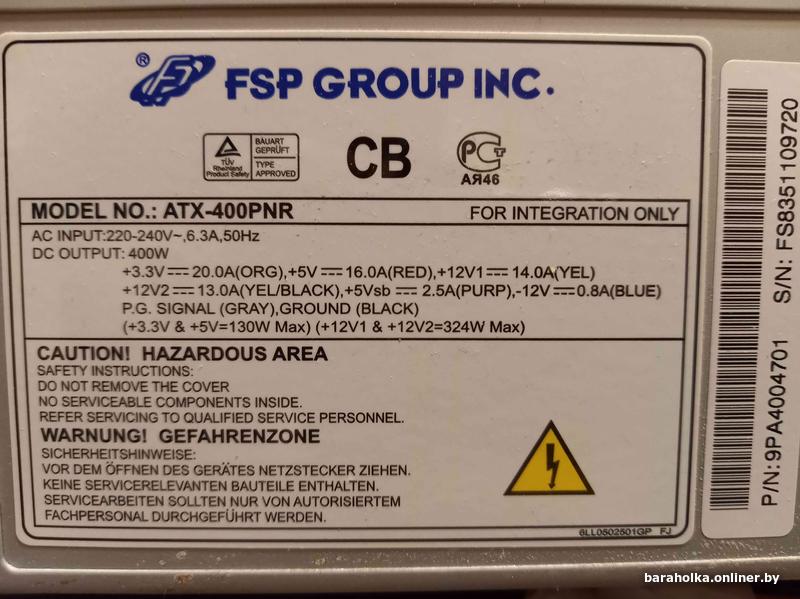 ® FSP GROUP INC.
TÜV Rheinland Product Safety
BAUART GEPRÜFT
TYPE APPROVED
CB
АЯ46
MODEL NO.: ATX-400PNR FOR INTEGRATION ONLY
AC INPUT:220-240V~,6.3A,50Hz
DC OUTPUT: 400W
+3.3V ⎓ 20.0A(ORG),+5V ⎓ 16.0A(RED),+12V1 ⎓ 14.0A(YEL)
+12V2 ⎓ 13.0A(YEL/BLACK),+5Vsb ⎓ 2.5A(PURP),-12V ⎓ 0.8A(BLUE)
P.G. SIGNAL (GRAY),GROUND (BLACK)
(+3.3V & +5V=130W Max) (+12V1 & +12V2=324W Max)
CAUTION! HAZARDOUS AREA
SAFETY INSTRUCTIONS:
DO NOT REMOVE THE COVER
NO SERVICEABLE COMPONENTS INSIDE.
REFER SERVICING TO QUALIFIED SERVICE PERSONNEL.
WARNUNG! GEFAHRENZONE
SICHERHEITSHINWEISE:
VOR DEM ÖFFNEN DES GERÄTES NETZSTECKER ZIEHEN.
KEINE SERVICERELEVANTEN BAUTEILE ENTHALTEN.
SERVICEARBEITEN SOLLTEN NUR VON AUTORISIERTEM
FACHPERSONAL DURCHGEFÜHRT WERDEN.
6LL0502501GP FJ
P/N:9PA4004701 S/N: FS8351109720
baraholka.onliner.by